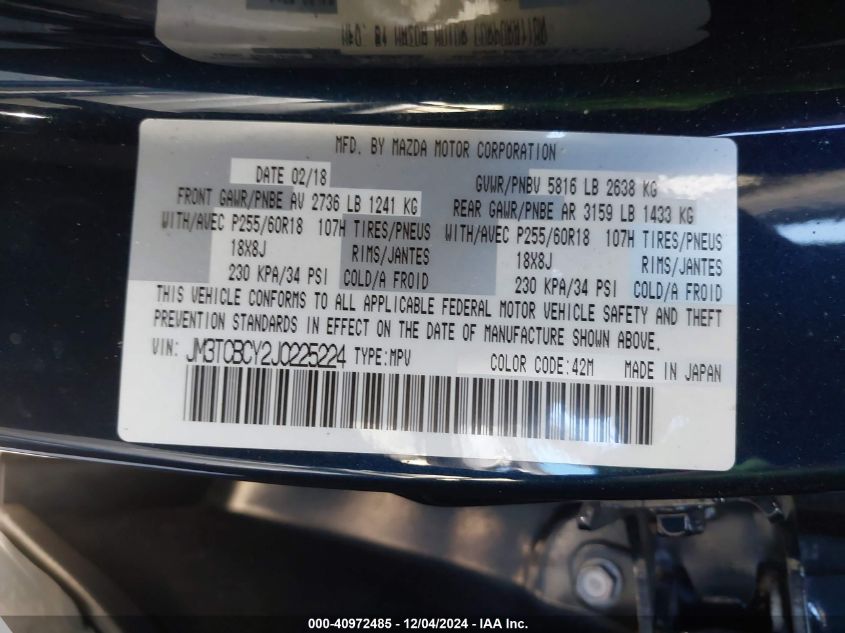 MFD. BY MAZDA MOTOR CORPORATION
DATE 02/18 GVWR/PNBV 5816 LB 2638 KG
FRONT GAWR/PNBE AV 2736 LB 1241 KG REAR GAWR/PNBE AR 3159 LB 1433 KG
WITH/AVEC P255/60R18 107H TIRES/PNEUS WITH/AVEC P255/60R18 107H TIRES/PNEUS
18X8J RIMS/JANTES 18X8J RIMS/JANTES
230 KPA/34 PSI COLD/A FROID 230 KPA/34 PSI COLD/A FROID
THIS VEHICLE CONFORMS TO ALL APPLICABLE FEDERAL MOTOR VEHICLE SAFETY AND THEFT
PREVENTION STANDARDS IN EFFECT ON THE DATE OF MANUFACTURE SHOWN ABOVE.
VIN: JM3TCBCY2J0225224 TYPE:MPV COLOR CODE:42M MADE IN JAPAN
000-40972485 - 12/04/2024 - IAA Inc.